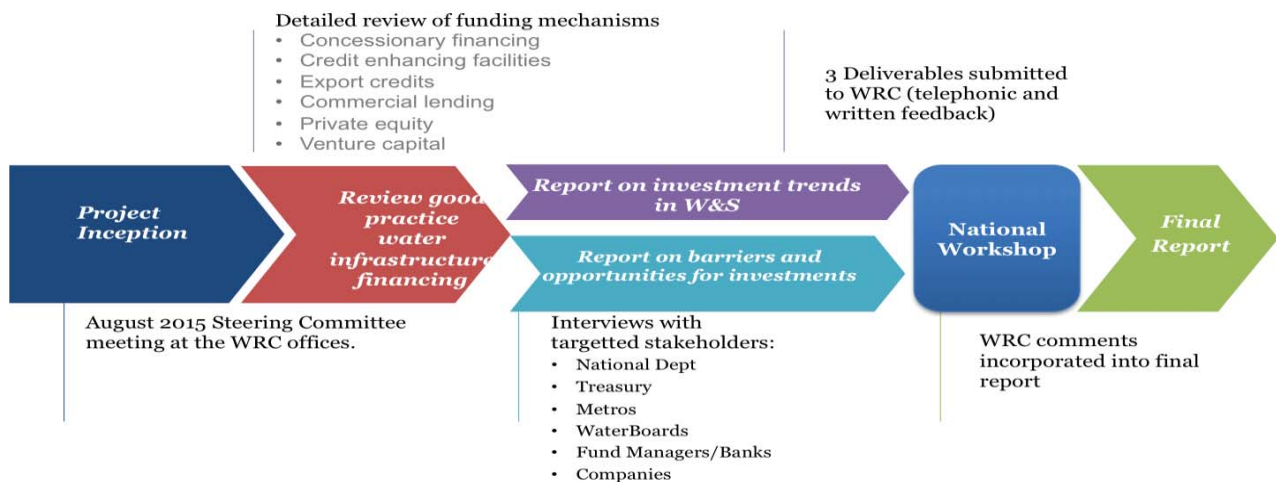 Detailed review of funding mechanisms
• Concessionary financing
• Credit enhancing facilities
• Export credits
• Commercial lending
• Private equity
• Venture capital
3 Deliverables submitted
to WRC (telephonic and
written feedback)
Project
Inception
Review good
practice
water
infrastructure
financing
Report on investment trends
in W&S
Report on barriers and
opportunities for investments
National
Workshop
Final
Report
August 2015 Steering Committee
meeting at the WRC offices.
Interviews with
targetted stakeholders:
• National Dept
• Treasury
• Metros
• WaterBoards
• Fund Managers/Banks
• Companies
WRC comments
incorporated into final
report